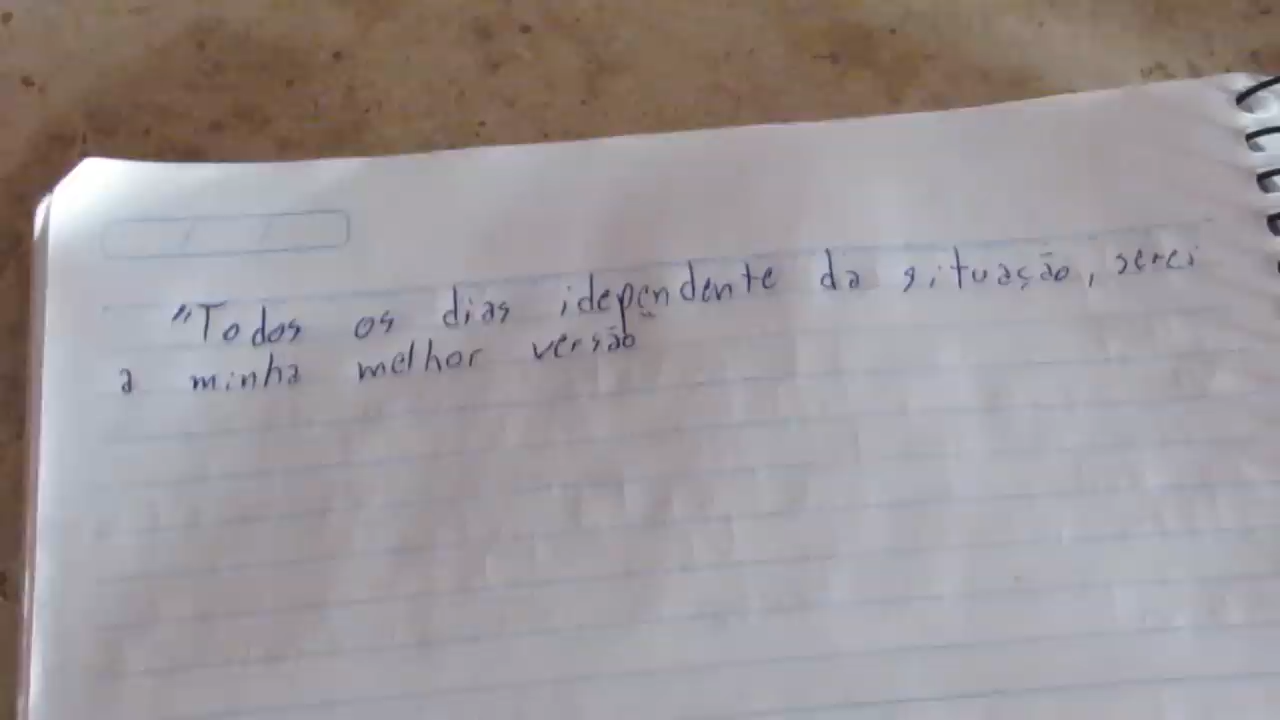 "Todos os dias idependente da situação, serei
a minha melhor versão"